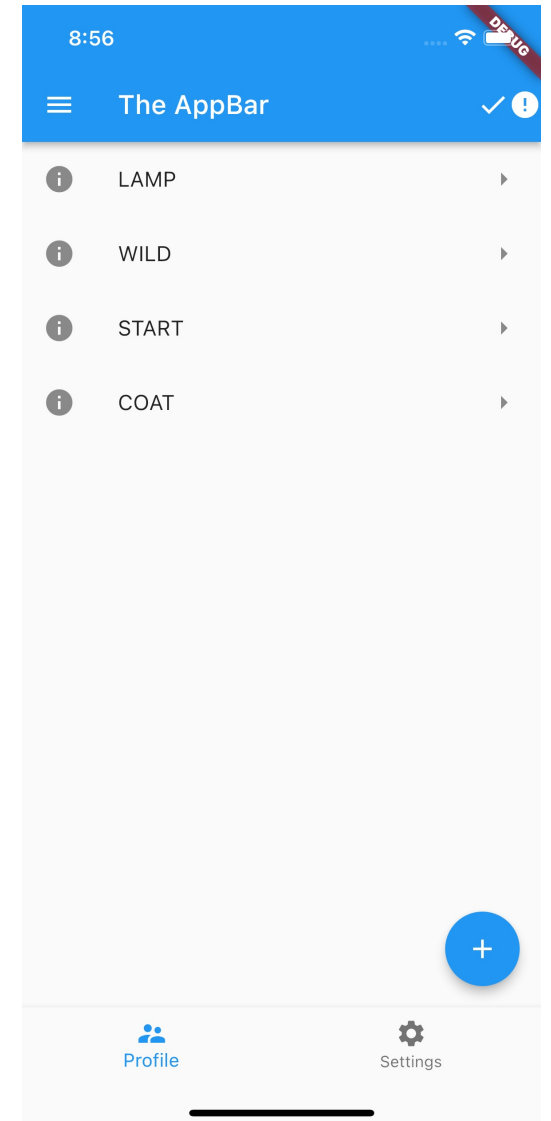 8:56
DEBUG
The AppBar
LAMP
WILD
START
COAT
Profile
Settings